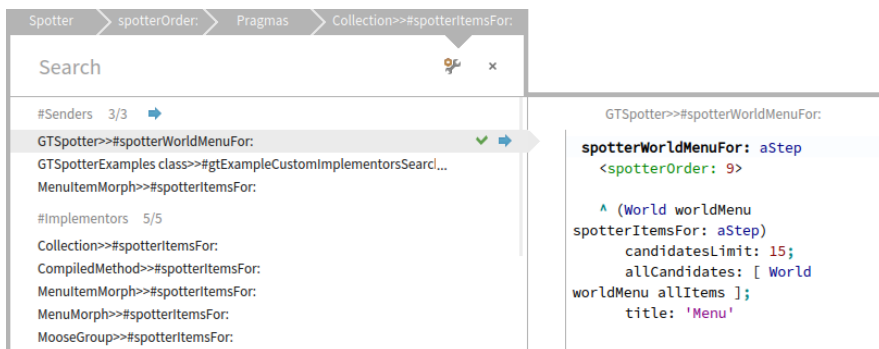 Spotter spotterOrder: Pragmas Collection>>#spotterItemsFor:
Search
#Senders 3/3
GTSpotter>>#spotterWorldMenuFor:
GTSpotterExamples class>>#gtExampleCustomImplementorsSearcl...
MenuItemMorph>>#spotterItemsFor:
#Implementors 5/5
Collection>>#spotterItemsFor:
CompiledMethod>>#spotterItemsFor:
MenuItemMorph>>#spotterItemsFor:
MenuMorph>>#spotterItemsFor:
MooseGroup>>#spotterItemsFor:
GTSpotter>>#spotterWorldMenuFor:
spotterWorldMenuFor: aStep
<spotterOrder: 9>
^ (World worldMenu
spotterItemsFor: aStep)
candidatesLimit: 15;
allCandidates: [ World
worldMenu allItems ];
title: 'Menu'